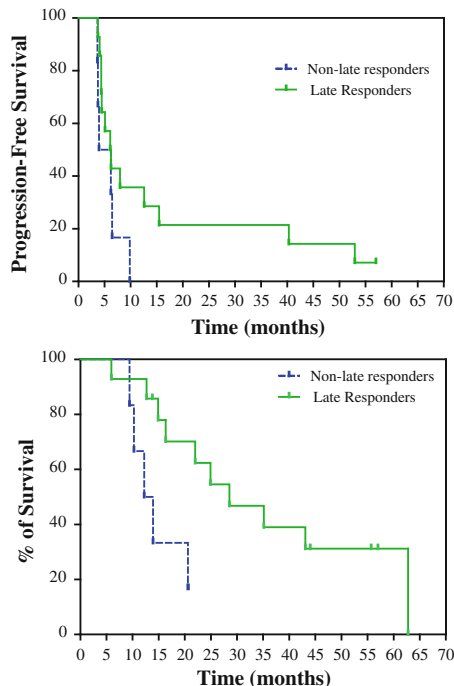 Progression-Free Survival
100
80
60
40
20
0
Non-late responders
Late Responders
0 5 10 15 20 25 30 35 40 45 50 55 60 65 70
Time (months)
% of Survival
100
80
60
40
20
0
Non-late responders
Late Responders
0 5 10 15 20 25 30 35 40 45 50 55 60 65 70
Time (months)